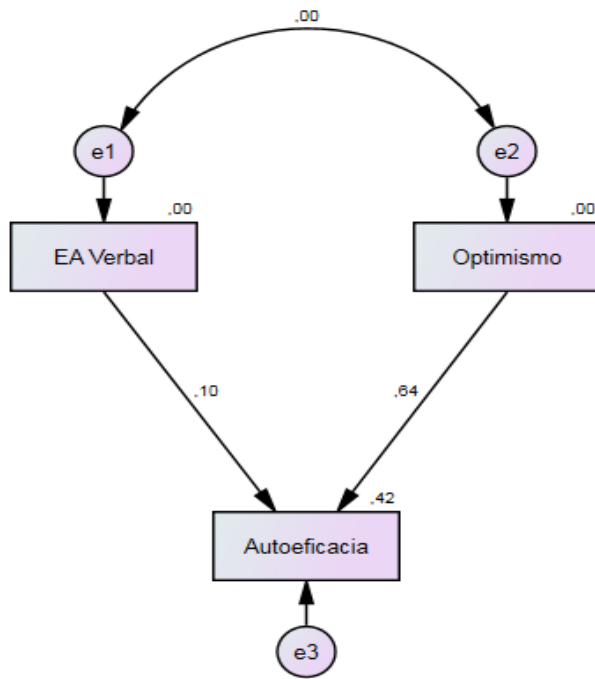 ,00
e1
e2
,00
,00
EA Verbal
Optimismo
,10
,64
,42
Autoeficacia
e3